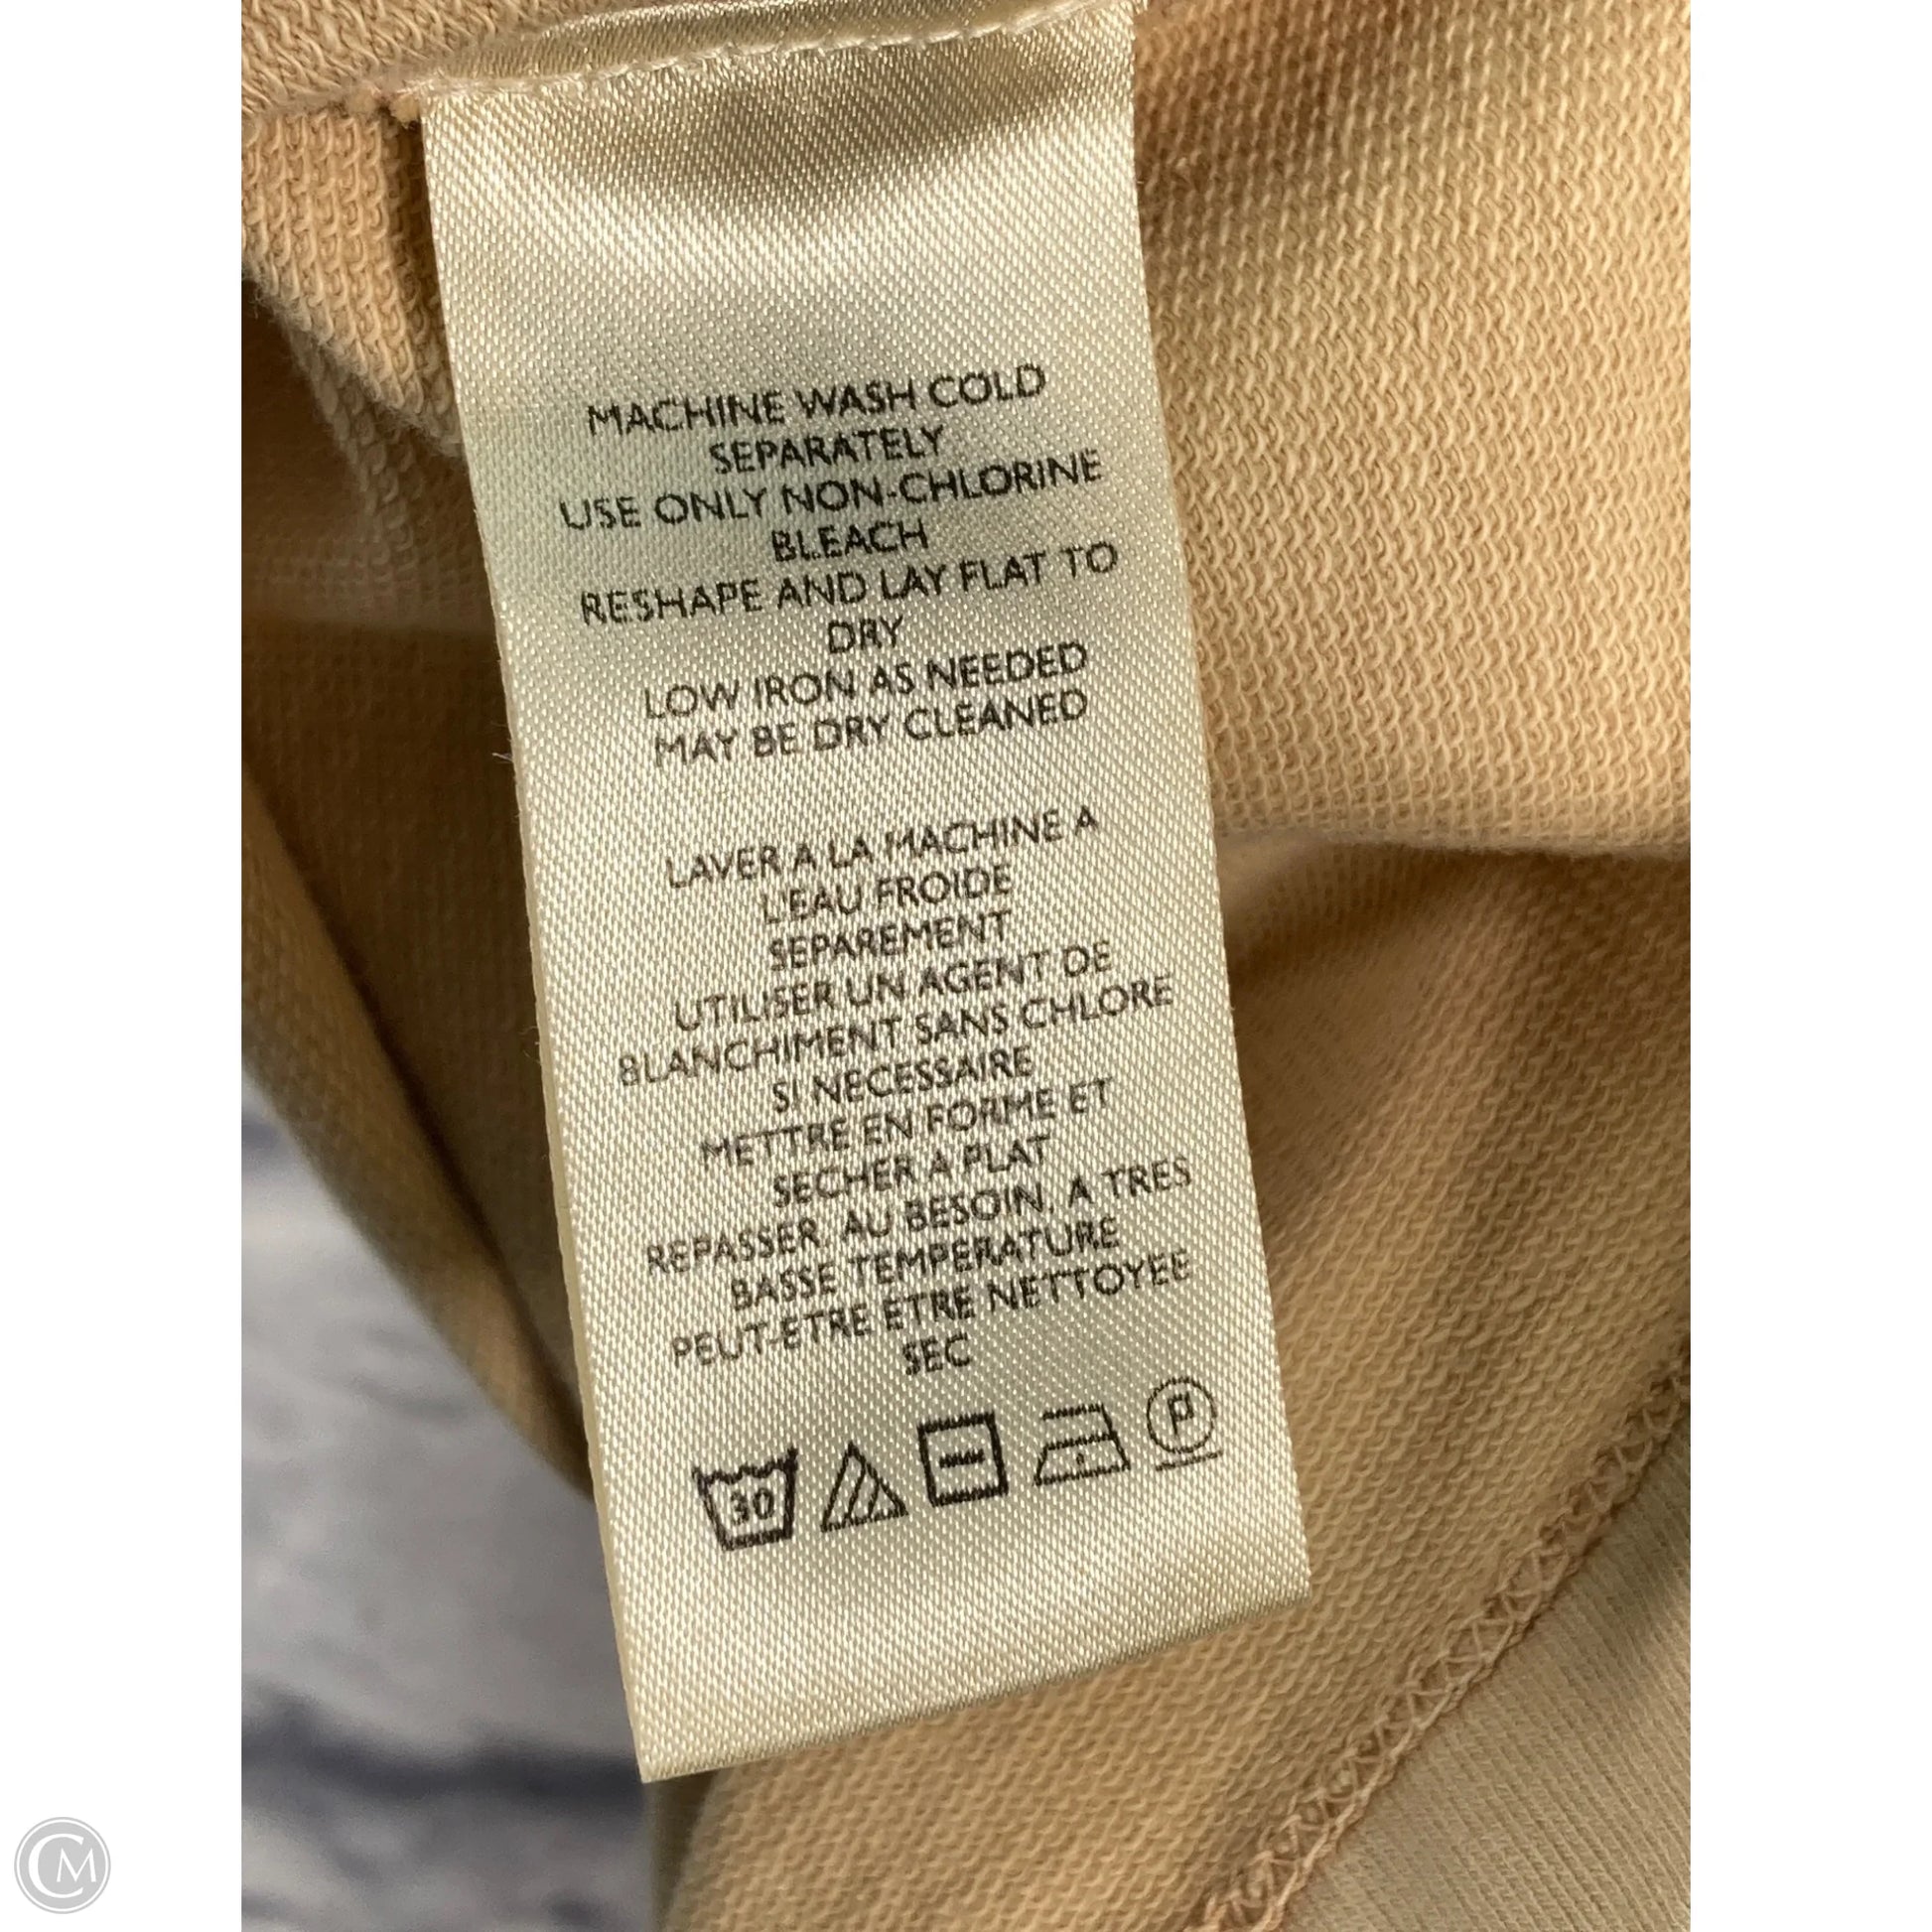 MACHINE WASH COLD
SEPARATELY
USE ONLY NON-CHLORINE
BLEACH
RESHAPE AND LAY FLAT TO
DRY
LOW IRON AS NEEDED
MAY BE DRY CLEANED
LAVER A LA MACHINE A
L'EAU FROIDE
SEPAREMENT
UTILISER UN AGENT DE
BLANCHIMENT SANS CHLORE
SI NECESSAIRE
METTRE EN FORME ET
SECHER A PLAT
REPASSER, AU BESOIN, A TRES
BASSE TEMPERATURE
PEUT-ETRE ETRE NETTOYEE
SEC
30 P
CM